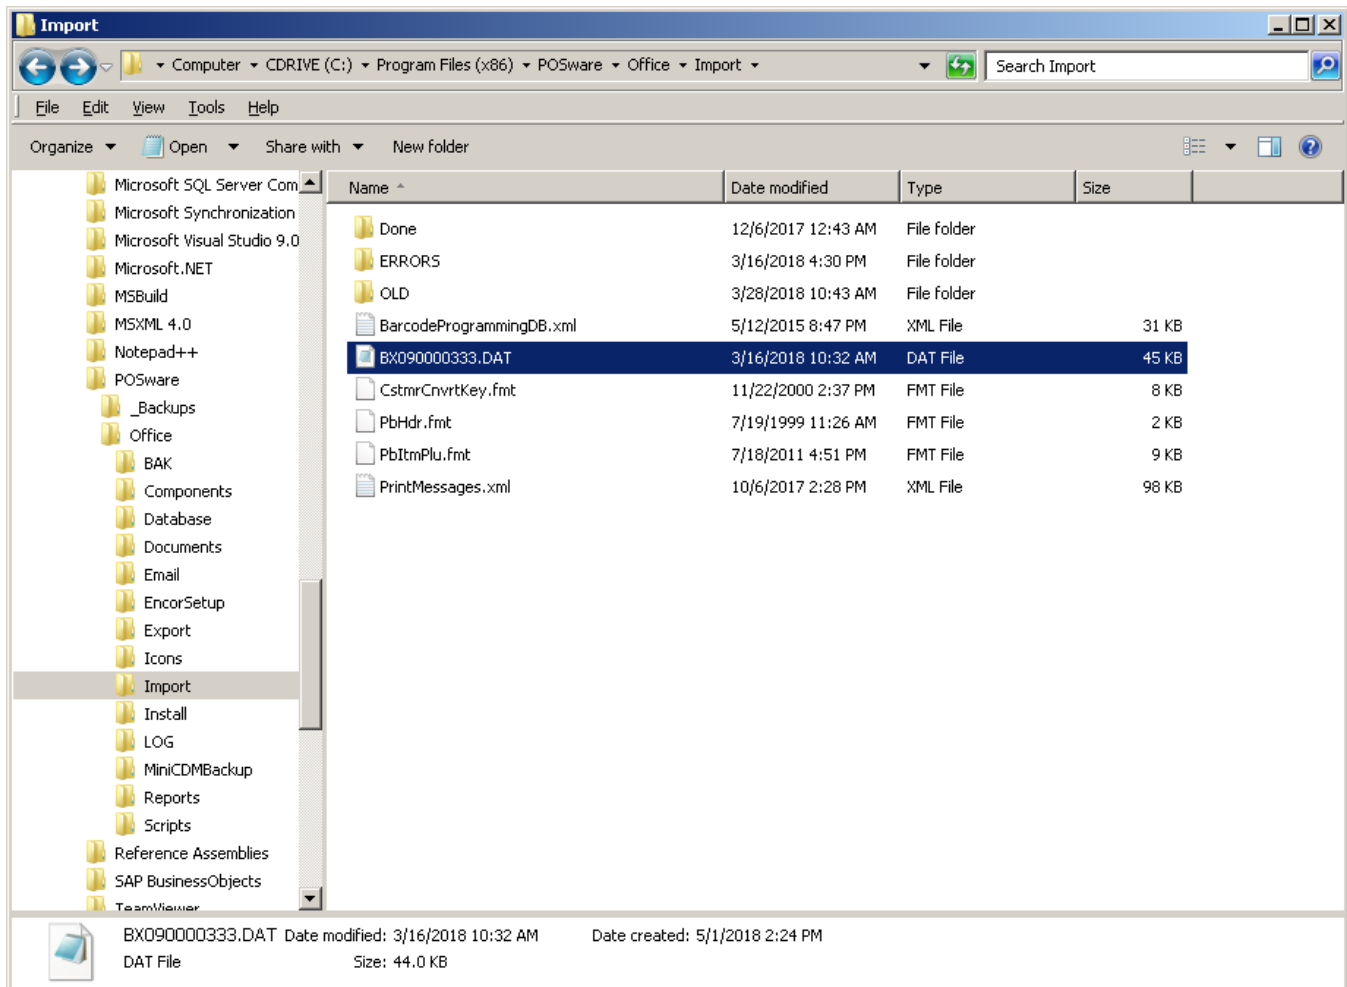 Import
Computer CDRIVE (C:) Program Files (x86) POSware Office Import Search Import
File Edit View Tools Help
Organize Open Share with New folder
Microsoft SQL Server Com
Microsoft Synchronization
Microsoft Visual Studio 9.0
Microsoft.NET
MSBuild
MSXML 4.0
Notepad++
POSware
_Backups
Office
BAK
Components
Database
Documents
Email
EncorSetup
Export
Icons
Import
Install
LOG
MiniCDMBackup
Reports
Scripts
Reference Assemblies
SAP BusinessObjects
TeamViewer
Name Date modified Type Size
Done 12/6/2017 12:43 AM File folder
ERRORS 3/16/2018 4:30 PM File folder
OLD 3/28/2018 10:43 AM File folder
BarcodeProgrammingDB.xml 5/12/2015 8:47 PM XML File 31 KB
BX090000333.DAT 3/16/2018 10:32 AM DAT File 45 KB
CstmrCnvrtKey.fmt 11/22/2000 2:37 PM FMT File 8 KB
PbHdr.fmt 7/19/1999 11:26 AM FMT File 2 KB
PbItmPlu.fmt 7/18/2011 4:51 PM FMT File 9 KB
PrintMessages.xml 10/6/2017 2:28 PM XML File 98 KB
BX090000333.DAT Date modified: 3/16/2018 10:32 AM Date created: 5/1/2018 2:24 PM
DAT File Size: 44.0 KB